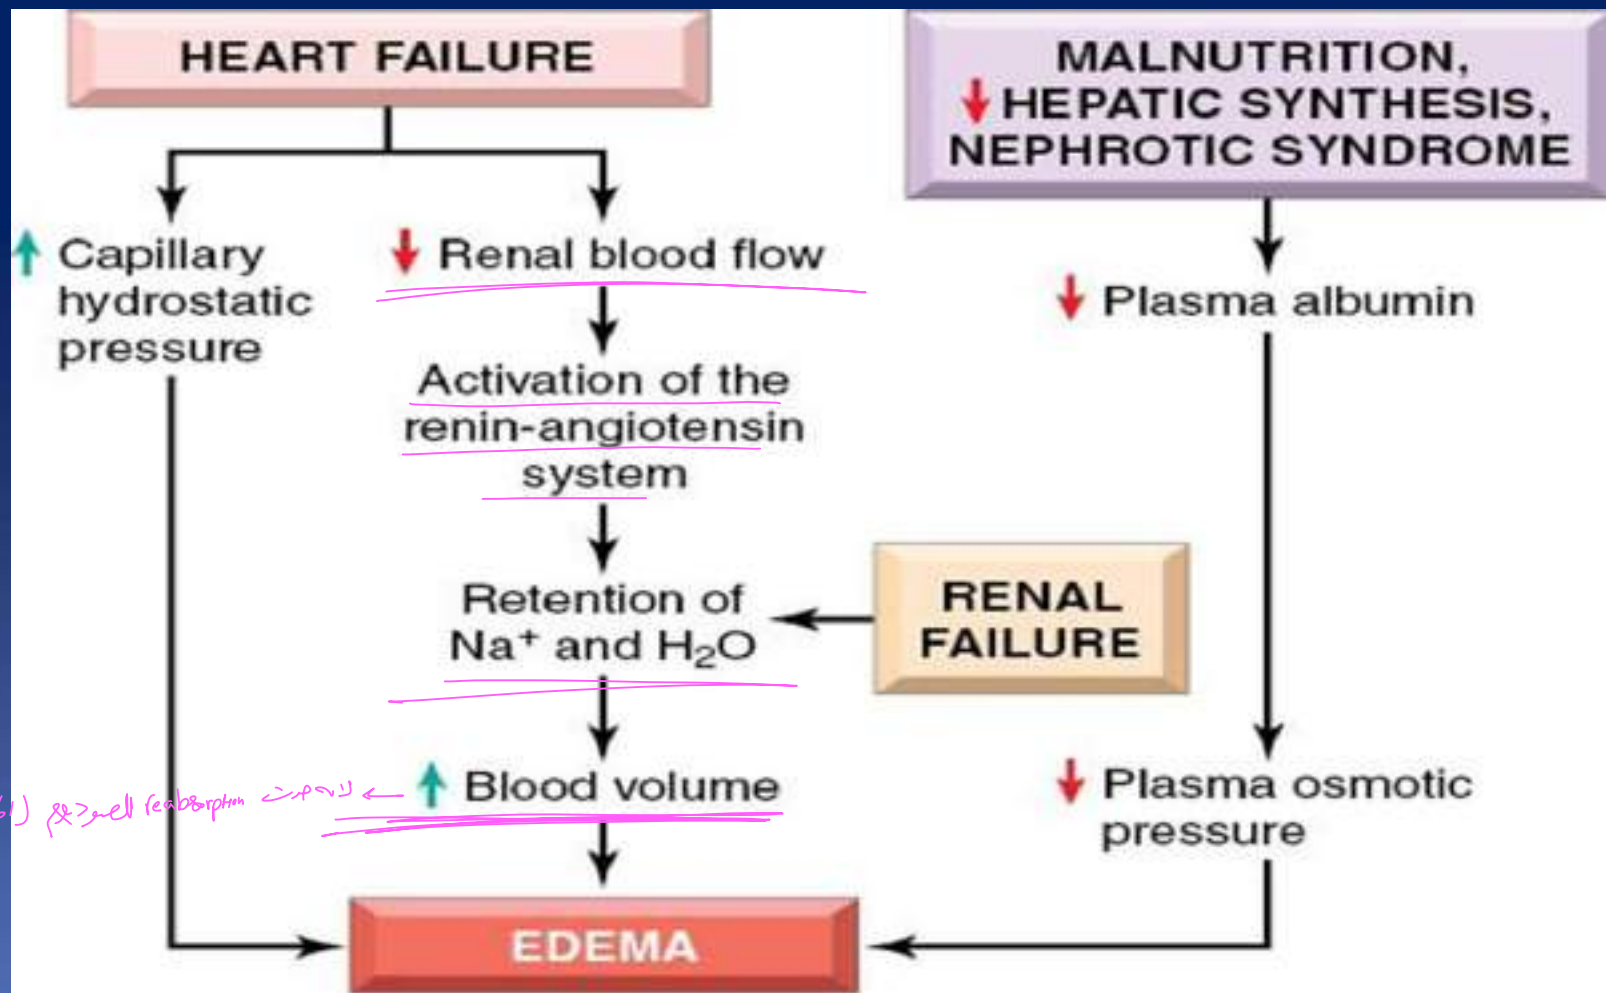 HEART FAILURE
MALNUTRITION,
↓ HEPATIC SYNTHESIS,
NEPHROTIC SYNDROME
↑ Capillary
hydrostatic
pressure
↓ Renal blood flow
↓ Plasma albumin
Activation of the
renin-angiotensin
system
Retention of
Na⁺ and H₂O
RENAL
FAILURE
↑ Blood volume
reabsorption ←
↓ Plasma osmotic
pressure
EDEMA